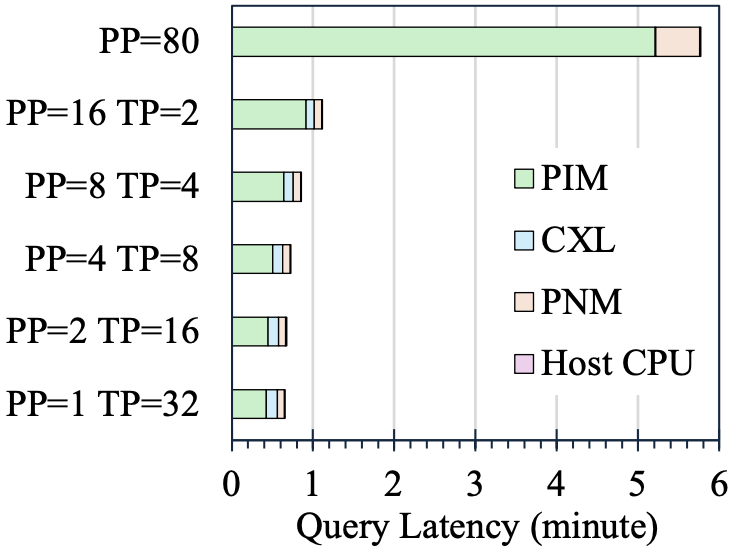 PP=80
PP=16 TP=2
PP=8 TP=4
PP=4 TP=8
PP=2 TP=16
PP=1 TP=32
PIM
CXL
PNM
Host CPU
0 1 2 3 4 5 6
Query Latency (minute)